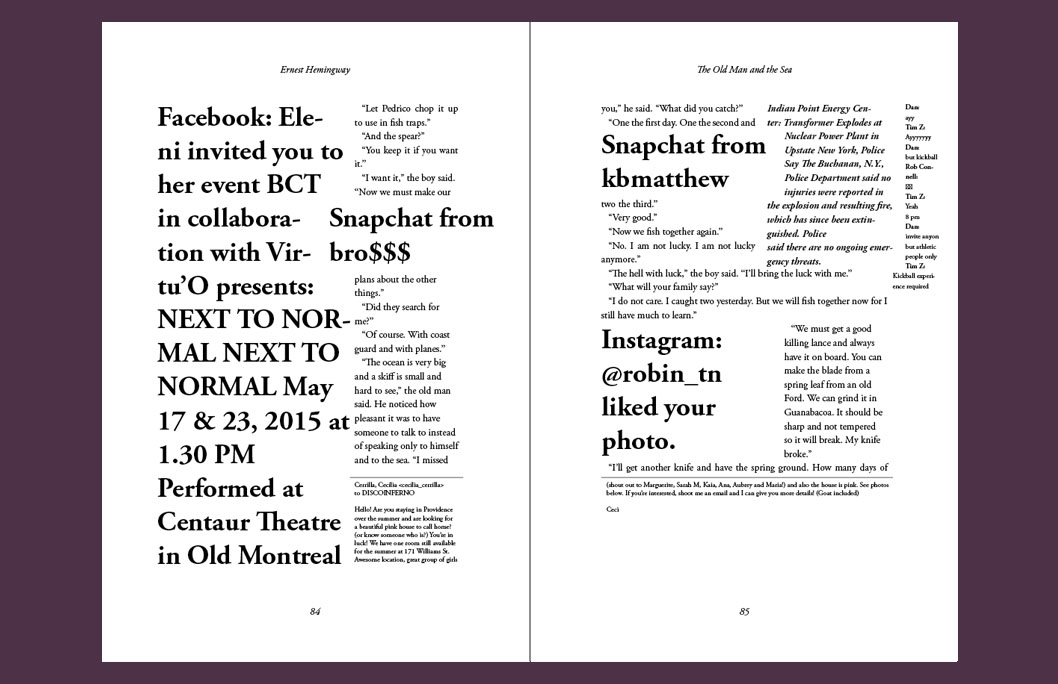 Ernest Hemingway
Facebook: Ele-
ni invited you to
her event BCT
in collabora-
tion with Vir-
tu’O presents:
NEXT TO NOR-
MAL NEXT TO
NORMAL May
17 & 23, 2015 at
1.30 PM
Performed at
Centaur Theatre
in Old Montreal
“Let Pedrico chop it up
to use in fish traps.”
“And the spear?”
“You keep it if you want
it.”
“I want it,” the boy said.
“Now we must make our
Snapchat from
bro$$$
plans about the other
things.”
“Did they search for
me?”
“Of course. With coast
guard and with planes.”
“The ocean is very big
and a skiff is small and
hard to see,” the old man
said. He noticed how
pleasant it was to have
someone to talk to instead
of speaking only to himself
and to the sea. “I missed
Cerrilla, Cecilia <cecilia_cerrilla>
to DISCOINFERNO
Hello! Are you staying in Providence
over the summer and are looking for
a beautiful pink house to call home?
(or know someone who is?) You're in
luck! We have one room still available
for the summer at 171 Williams St.
Awesome location, great group of girls
84
The Old Man and the Sea
you,” he said. “What did you catch?”
“One the first day. One the second and
Snapchat from
kbmatthew
two the third.”
“Very good.”
“Now we fish together again.”
“No. I am not lucky. I am not lucky
anymore.”
Indian Point Energy Cen-
ter: Transformer Explodes at
Nuclear Power Plant in
Upstate New York, Police
Say The Buchanan, N.Y.,
Police Department said no
injuries were reported in
the explosion and resulting fire,
which has since been extin-
guished. Police
said there are no ongoing emer-
gency threats.
Dam:
ayy
Tim Z:
Ayyyyyyy
Dam:
but kickball
Rob Con-
nell:
Tim Z:
Yeah
8 pm
Dam:
invite anyon
but athletic
people only
Tim Z:
Kickball experi-
ence required
“The hell with luck,” the boy said. “I’ll bring the luck with me.”
“What will your family say?”
“I do not care. I caught two yesterday. But we will fish together now for I
still have much to learn.”
Instagram:
@robin_tn
liked your
photo.
“We must get a good
killing lance and always
have it on board. You can
make the blade from a
spring leaf from an old
Ford. We can grind it in
Guanabacoa. It should be
sharp and not tempered
so it will break. My knife
broke.”
“I’ll get another knife and have the spring ground. How many days of
(shout out to Marguerite, Sarah M, Kaia, Ana, Aubrey and Maria!) and also the house is pink. See photos
below. If you're interested, shoot me an email and I can give you more details! (Goat included)
Ceci
85